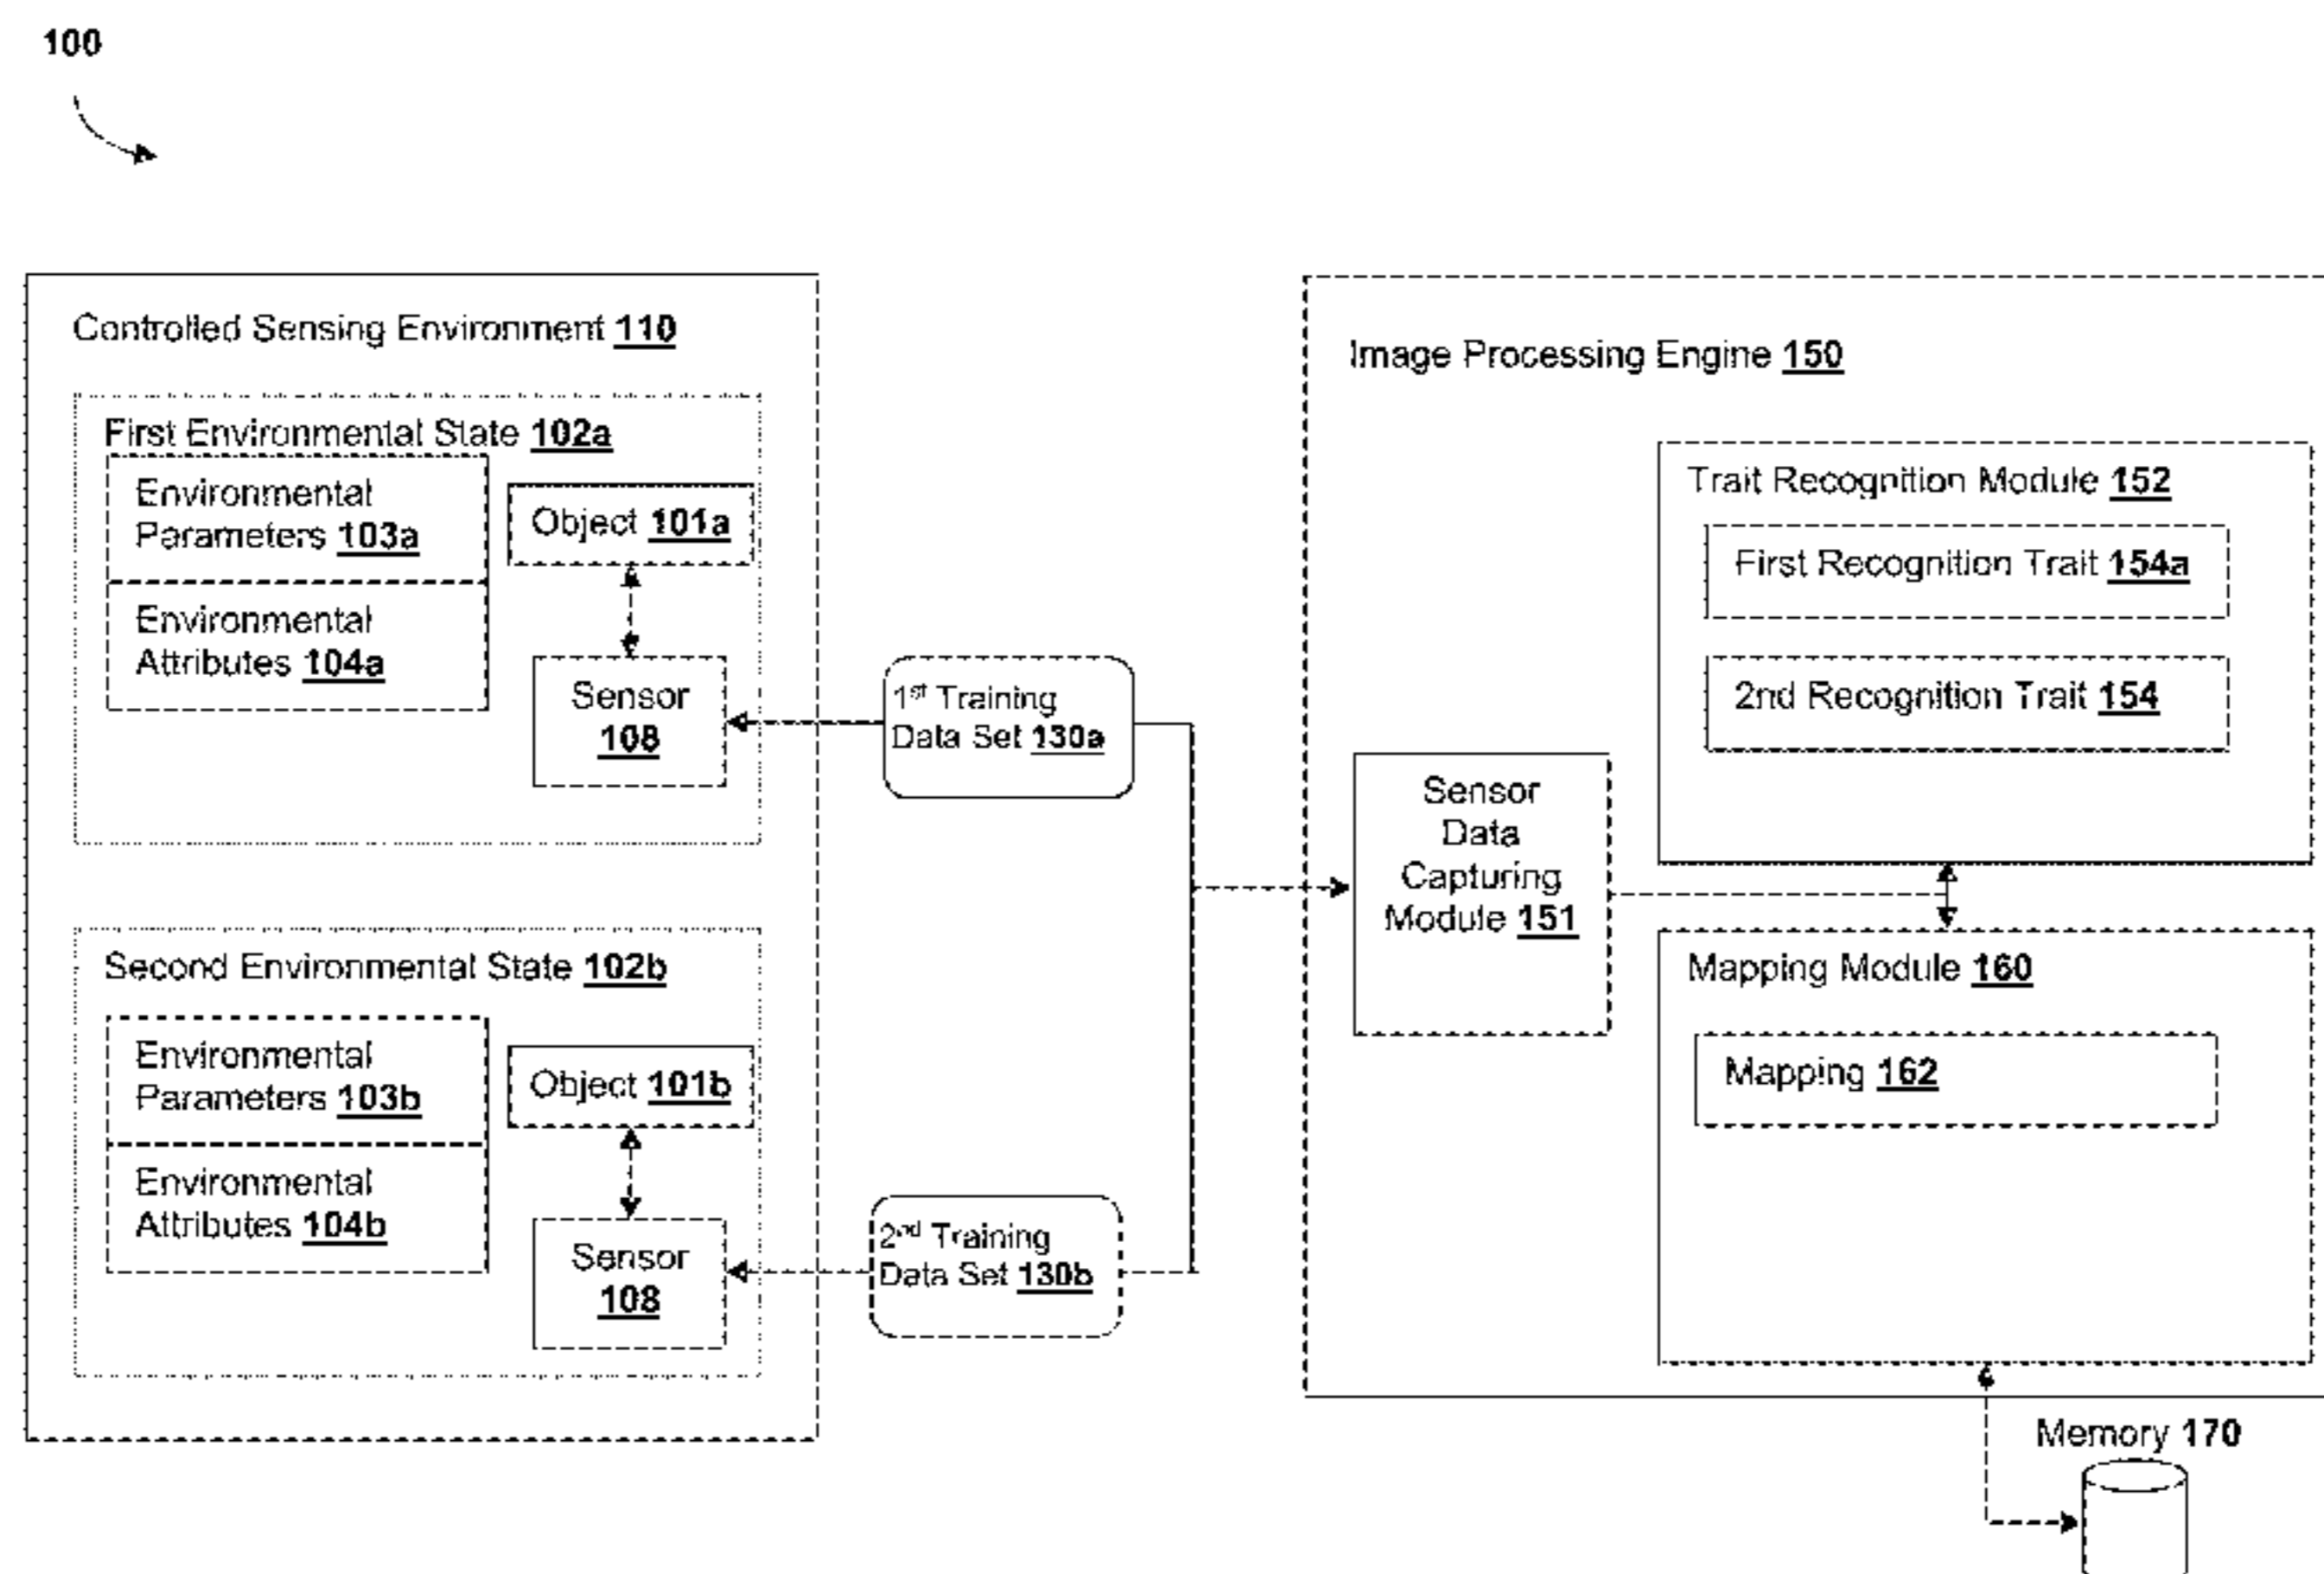 100
Controlled Sensing Environment 110
First Environmental State 102a
Environmental
Parameters 103a
Environmental
Attributes 104a
Object 101a
Sensor
108
Second Environmental State 102b
Environmental
Parameters 103b
Environmental
Attributes 104b
Object 101b
Sensor
108
1st Training
Data Set 130a
2nd Training
Data Set 130b
Image Processing Engine 150
Sensor
Data
Capturing
Module 151
Trait Recognition Module 152
First Recognition Trait 154a
2nd Recognition Trait 154
Mapping Module 160
Mapping 162
Memory 170